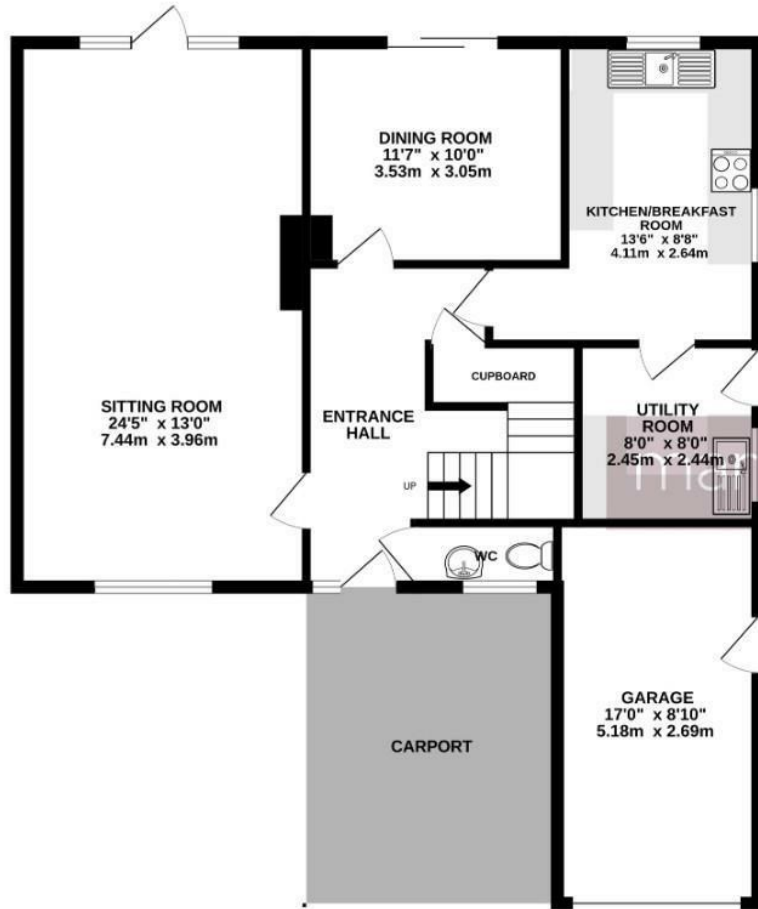 DINING ROOM
11'7" x 10'0"
3.53m x 3.05m
KITCHEN/BREAKFAST
ROOM
13'6" x 8'8"
4.11m x 2.64m
CUPBOARD
SITTING ROOM
24'5" x 13'0"
7.44m x 3.96m
ENTRANCE
HALL
UTILITY
ROOM
8'0" x 8'0"
2.45m x 2.44m
UP
WC
GARAGE
17'0" x 8'10"
5.18m x 2.69m
CARPORT